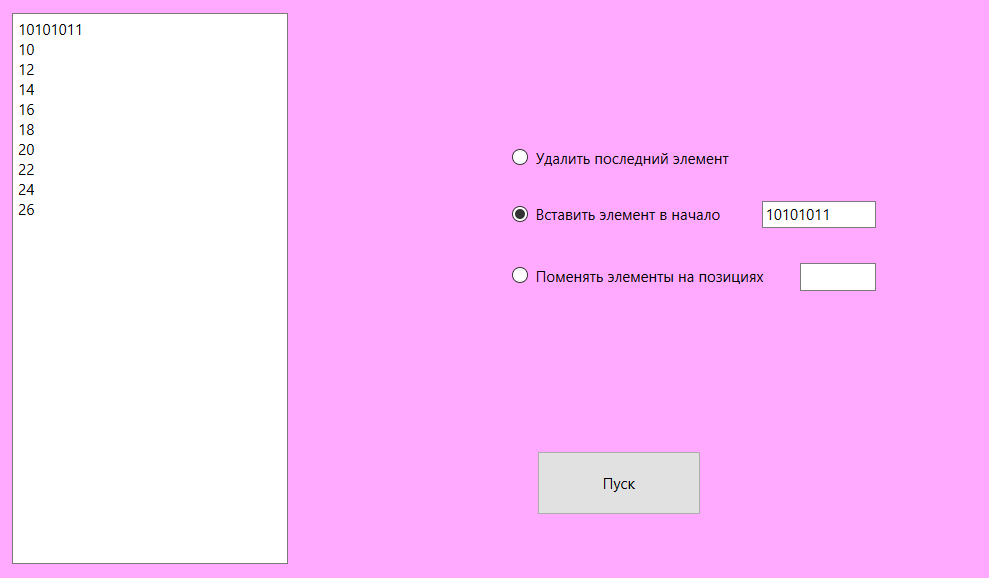 10101011
10
12
14
16
18
20
22
24
26
Удалить последний элемент
Вставить элемент в начало 10101011
Поменять элементы на позициях
Пуск